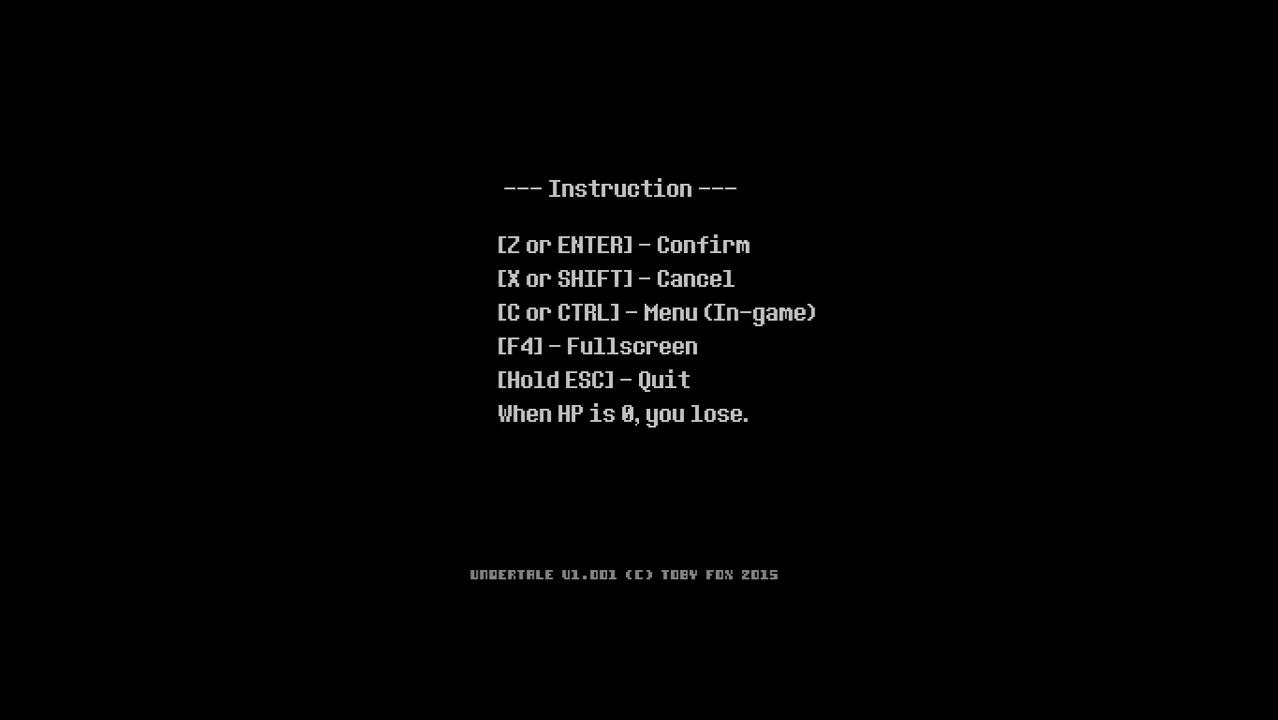 --- Instruction ---
[Z or ENTER] - Confirm
[X or SHIFT] - Cancel
[C or CTRL] - Menu (In-game)
[F4] - Fullscreen
[Hold ESC] - Quit
When HP is 0, you lose.
UNDERTALE V1.001 (C) TOBY FOX 2015